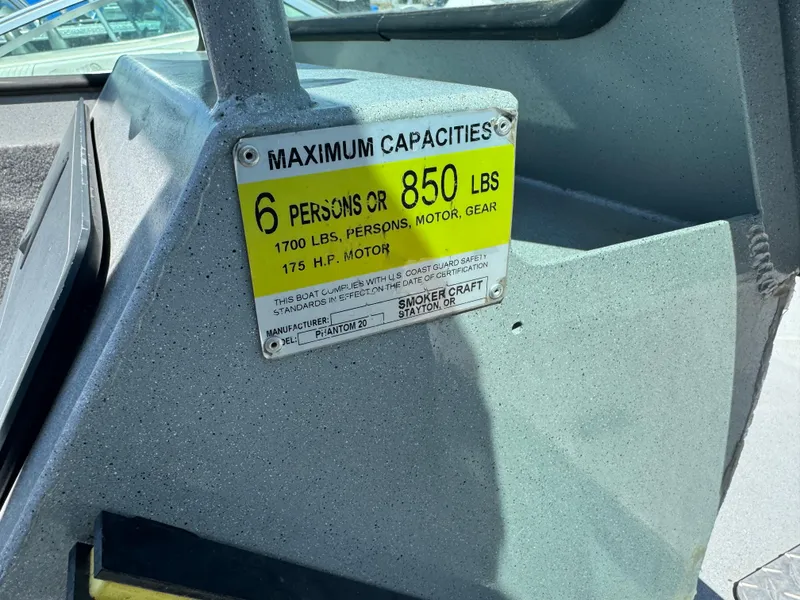 MAXIMUM CAPACITIES
6 PERSONS OR 850 LBS
1700 LBS, PERSONS, MOTOR, GEAR
175 H.P. MOTOR
THIS BOAT COMPLIES WITH U.S. COAST GUARD SAFETY
STANDARDS IN EFFECT ON THE DATE OF CERTIFICATION
MANUFACTURER: SMOKER CRAFT
STAYTON, OR
DEL: PHANTOM 20